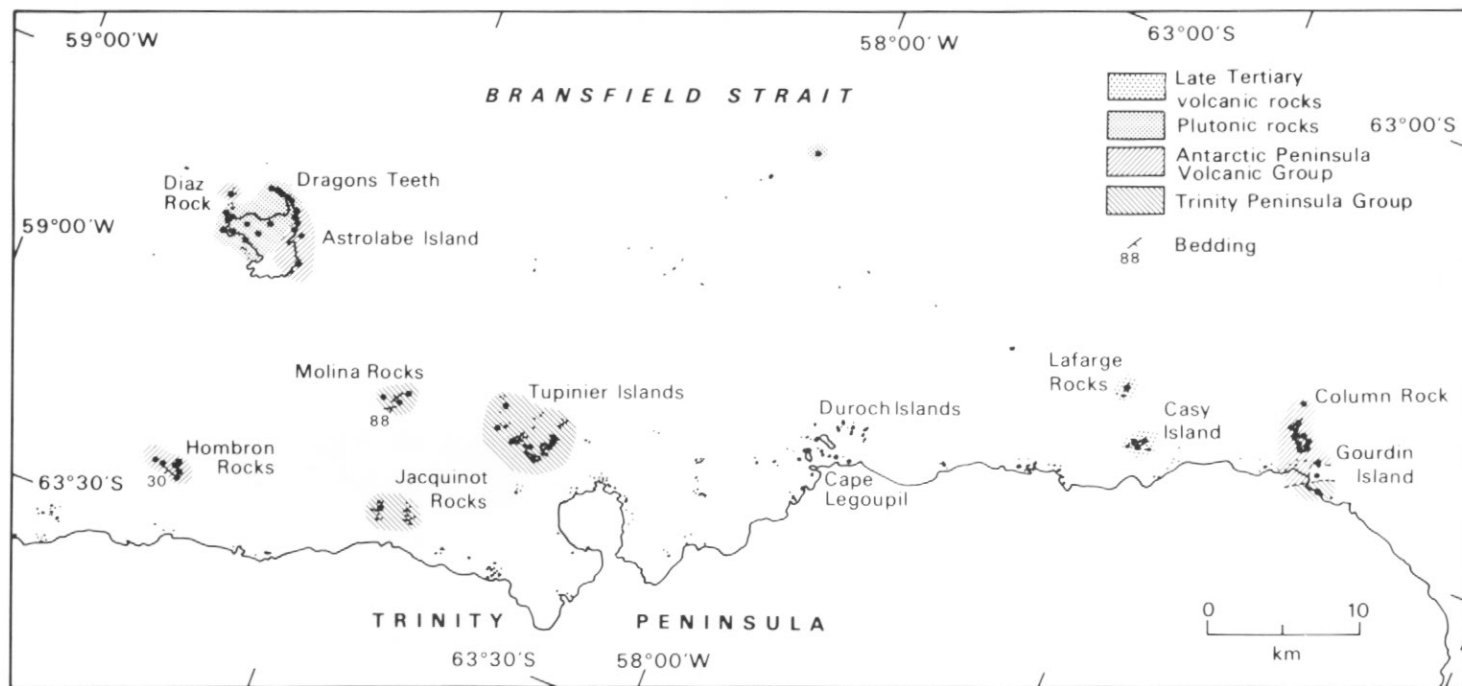 59°00'W
58°00'W
63°00'S
BRANSFIELD STRAIT
Late Tertiary
volcanic rocks
Plutonic rocks
63°00'S
Antarctic Peninsula
Volcanic Group
Trinity Peninsula Group
88
Bedding
Diaz
Rock
Dragons Teeth
59°00'W
Astrolabe Island
Molina Rocks
88
Tupinier Islands
Lafarge
Rocks
Duroch Islands
Column Rock
Casy
Island
Hombron
Rocks
30
63°30'S
Jacquinot
Rocks
Cape
Legoupil
Gourdin
Island
TRINITY PENINSULA
0 10
km
63°30'S
58°00'W